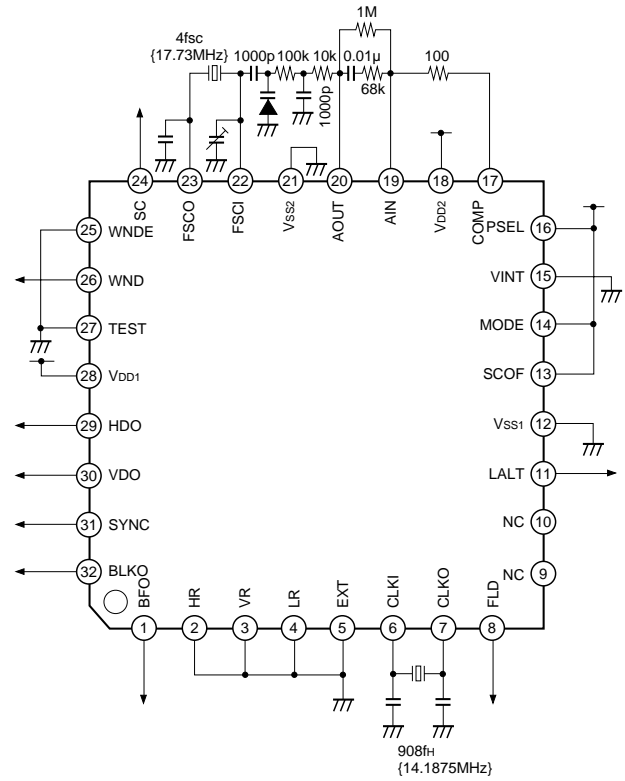 1M
4fsc
{17.73MHz}
1000p 100k 10k 0.01μ
68k
1000p
100
24 23 22 21 20 19 18 17
SC FSCO FSCI VSS2 AOUT AIN VDD2 COMP
25 WNDE
26 WND
27 TEST
28 VDD1
29 HDO
30 VDO
31 SYNC
32 BLKO
PSEL 16
VINT 15
MODE 14
SCOF 13
VSS1 12
LALT 11
NC 10
NC 9
BFO HR VR LR EXT CLKI CLKO FLD
1 2 3 4 5 6 7 8
908fH
{14.1875MHz}